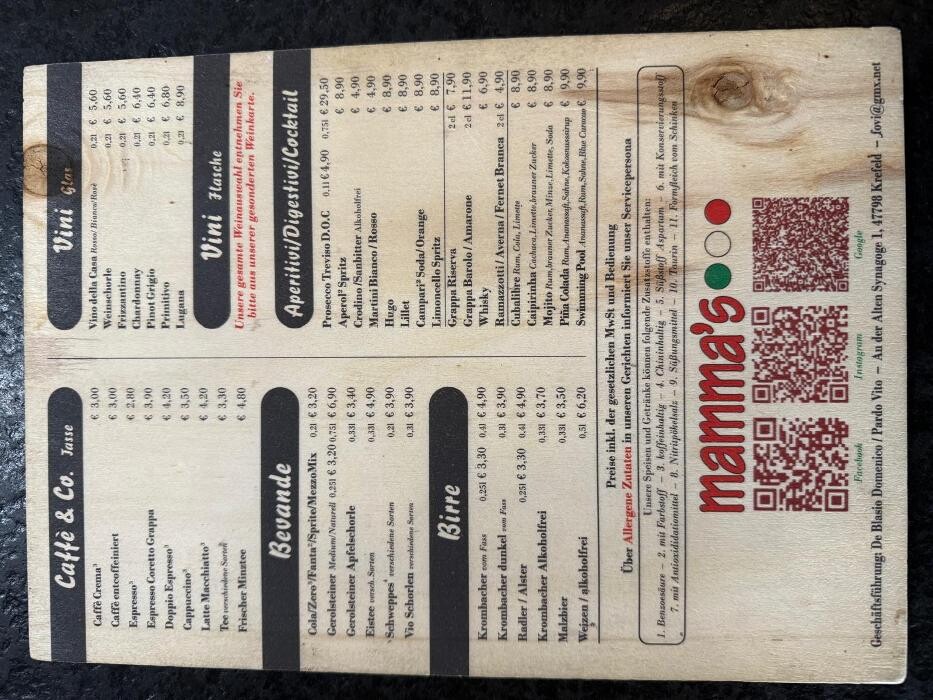 Caffè & Co. Tasse
Caffè Crema³ € 3,00
Caffè entcoffeiniert € 3,00
Espresso³ € 2,80
Espresso Coretto Grappa € 3,90
Doppio Espresso³ € 4,20
Cappuccino³ € 3,50
Latte Macchiatto³ € 4,20
Tee verschiedene Sorten € 3,30
Frischer Minztee € 4,80
Bevande
Cola/Zero³/Fanta²/Sprite/MezzoMix 0,2l € 3,20
Gerolsteiner Medium/Naturell 0,25l € 3,20 0,75l € 6,90
Gerolsteiner Apfelschorle 0,33l € 3,40
Eistee versch. Sorten 0,33l € 4,90
Schweppes⁴ verschiedene Sorten 0,2l € 3,90
Vio Schorlen verschiedene Sorten 0,3l € 3,90
Birre
Krombacher vom Fass 0,25l € 3,30 0,4l € 4,90
Krombacher dunkel vom Fass 0,3l € 3,90
Radler / Alster 0,25l € 3,30 0,4l € 4,90
Krombacher Alkoholfrei 0,33l € 3,70
Malzbier 0,33l € 3,50
Weizen / alkoholfrei 0,5l € 6,20
Vini Glas
Vino della Casa Rosso/Bianco/Rosé 0,2l € 5,60
Weinschorle 0,2l € 5,60
Frizzantino 0,2l € 5,60
Chardonnay 0,2l € 6,40
Pinot Grigio 0,2l € 6,40
Primitivo 0,2l € 6,80
Lugana 0,2l € 8,90
Vini Flasche
Unsere gesamte Weinauswahl entnehmen Sie
bitte aus unserer gesonderten Weinkarte.
Aperitivi/Digestivi/Cocktail
Prosecco Treviso D.O.C 0,1l € 4,90 0,75l € 29,50
Aperol² Spritz € 8,90
Crodino/Sanbitter Alkoholfrei € 4,90
Martini Bianco / Rosso € 4,90
Hugo € 8,90
Lillet € 8,90
Campari² Soda/Orange € 8,90
Limoncello Spritz € 8,90
Grappa Riserva 2 cl € 7,90
Grappa Barolo / Amarone 2 cl € 11,90
Whisky € 6,90
Ramazzotti / Averna / Fernet Branca 2 cl € 4,90
Cubalibre Rum, Cola, Limette € 8,90
Caipirinha Cachaca,Limette,brauner Zucker € 8,90
Mojito Rum,brauner Zucker,Minze,Limette, Soda € 8,90
Piña Colada Rum,Ananassaft,Sahne,Kokosnusssirup € 9,90
Swimming Pool Ananassaft,Rum,Sahne,Blue Curacao € 9,90
Preise inkl. der gesetzlichen MwSt und Bedienung
Über Allergene Zutaten in unseren Gerichten informiert Sie unser Servicepersona
Unsere Speisen und Getränke können folgende Zusatzstoffe enthalten:
1. Benzoesäure – 2. mit Farbstoff – 3. koffeinhaltig – 4. Chininhaltig – 5. Süßstoff Aspartam – 6. mit Konservierungsstoff
7. mit Antioxididatiomittel – 8. Nitritpökelsalz – 9. Süßungsmittel – 10. Taurin – 11. Formfleisch vom Schinken
mamma's
Facebook Instagram Google
Geschäftsführung: De Blasio Domenico / Pardo Vito – An der Alten Synagoge 1, 47798 Krefeld – Jovi@gmx.net